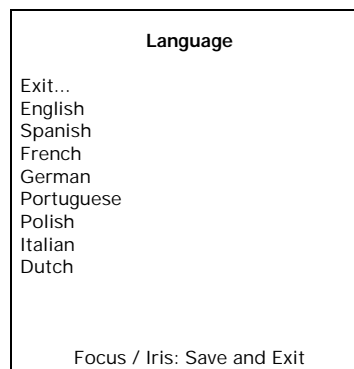 Language
Exit...
English
Spanish
French
German
Portuguese
Polish
Italian
Dutch
Focus / Iris: Save and Exit